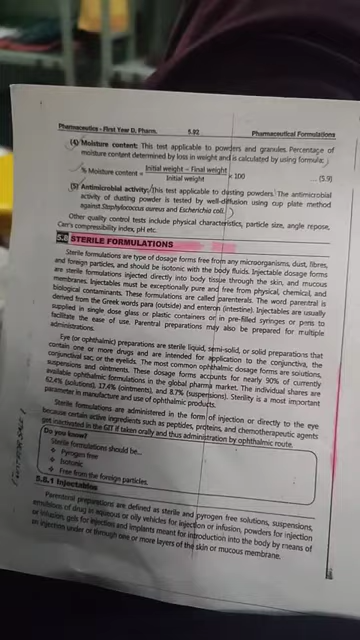 Pharmaceutics - First Year D. Pharm. 5.92 Pharmaceutical Formulations
(4) Moisture content: This test applicable to powders and granules. Percentage of
moisture content determined by loss in weight and is calculated by using formula:
% Moisture content = Initial weight – Final weight / Initial weight × 100 ... (5.9)
(5) Antimicrobial activity: This test applicable to dusting powders. The antimicrobial
activity of dusting powder is tested by well-diffusion using cup plate method
against Staphylococcus aureus and Escherichia coli.
Other quality control tests include physical characteristics, particle size, angle repose,
Carr's compressibility index, pH etc.
5.8 STERILE FORMULATIONS
Sterile formulations are type of dosage forms free from any microorganisms, dust, fibres,
and foreign particles, and should be isotonic with the body fluids. Injectable dosage forms
are sterile formulations injected directly into body tissue through the skin, and mucous
membranes. Injectables must be exceptionally pure and free from physical, chemical, and
biological contaminants. These formulations are called parenterals. The word parenteral is
derived from the Greek words para (outside) and enteron (intestine). Injectables are usually
supplied in single dose glass or plastic containers or in pre-filled syringes or pens to
facilitate the ease of use. Parental preparations may also be prepared for multiple
administrations.
Eye (or ophthalmic) preparations are sterile liquid, semi-solid, or solid preparations that
contain one or more drugs and are intended for application to the conjunctiva, the
conjunctival sac, or the eyelids. The most common ophthalmic dosage forms are solutions,
suspensions and ointments. These dosage forms accounts for nearly 90% of currently
available ophthalmic formulations in the global pharma market. The individual shares are
62.4% (solutions), 17.4% (ointments), and 8.7% (suspensions). Sterility is a most important
parameter in manufacture and use of ophthalmic products.
Sterile formulations are administered in the form of injection or directly to the eye
because certain active ingredients such as peptides, proteins, and chemotherapeutic agents
get inactivated in the GIT if taken orally and thus administration by ophthalmic route.
Do you know?
Sterile formulations should be...
❖ Pyrogen free
❖ Isotonic
❖ Free from the foreign particles.
5.8.1 Injectables
Parenteral preparations are defined as sterile and pyrogen free solutions, suspensions,
emulsions of drug in aqueous or oily vehicles for injection or infusion, powders for injection
or infusion, gels for injection and implants meant for introduction into the body by means of
an injection under or through one or more layers of the skin or mucous membrane.